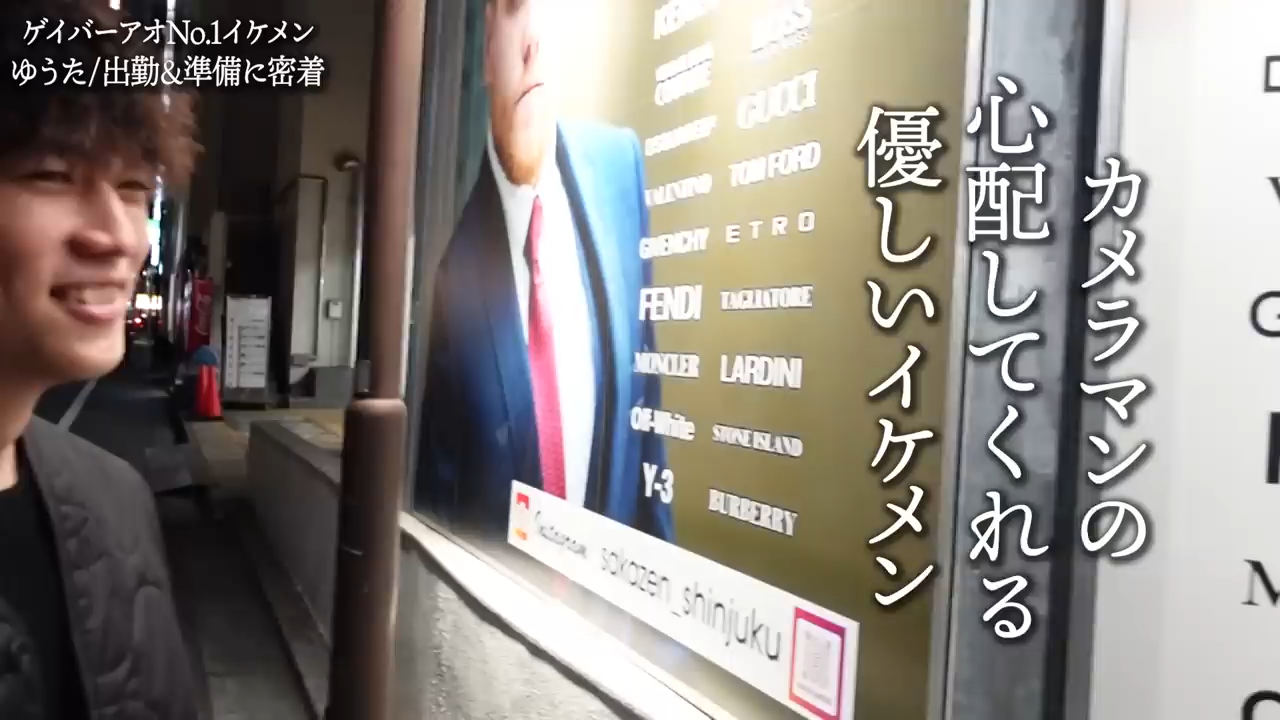 ゲイバーアオNo.1イケメン
ゆうた/出勤&準備に密着
カメラマンの
心配してくれる
優しいイケメン
GUCCI
VALENTINO
TOM FORD
GIVENCHY
ETRO
FENDI
TAGLIATORE
MONCLER
LARDINI
Off-White
STONE ISLAND
Y-3
BURBERRY
Instagram
sakazen_shinjuku